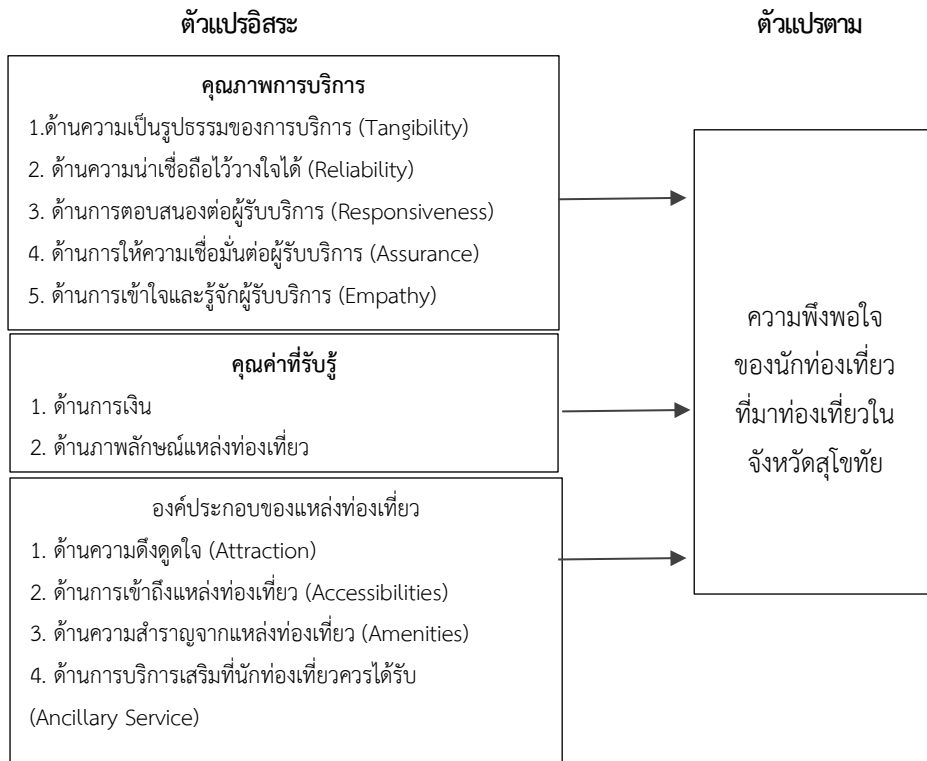 ตัวแปรอิสระ
ตัวแปรตาม
คุณภาพการบริการ
1.ด้านความเป็นรูปธรรมของการบริการ (Tangibility)
2. ด้านความน่าเชื่อถือไว้วางใจได้ (Reliability)
3. ด้านการตอบสนองต่อผู้รับบริการ (Responsiveness)
4. ด้านการให้ความเชื่อมั่นต่อผู้รับบริการ (Assurance)
5. ด้านการเข้าใจและรู้จักผู้รับบริการ (Empathy)
คุณค่าที่รับรู้
1. ด้านการเงิน
2. ด้านภาพลักษณ์แหล่งท่องเที่ยว
องค์ประกอบของแหล่งท่องเที่ยว
1. ด้านความดึงดูดใจ (Attraction)
2. ด้านการเข้าถึงแหล่งท่องเที่ยว (Accessibilities)
3. ด้านความสำราญจากแหล่งท่องเที่ยว (Amenities)
4. ด้านการบริการเสริมที่นักท่องเที่ยวควรได้รับ
(Ancillary Service)
ความพึงพอใจ
ของนักท่องเที่ยว
ที่มาท่องเที่ยวใน
จังหวัดสุโขทัย